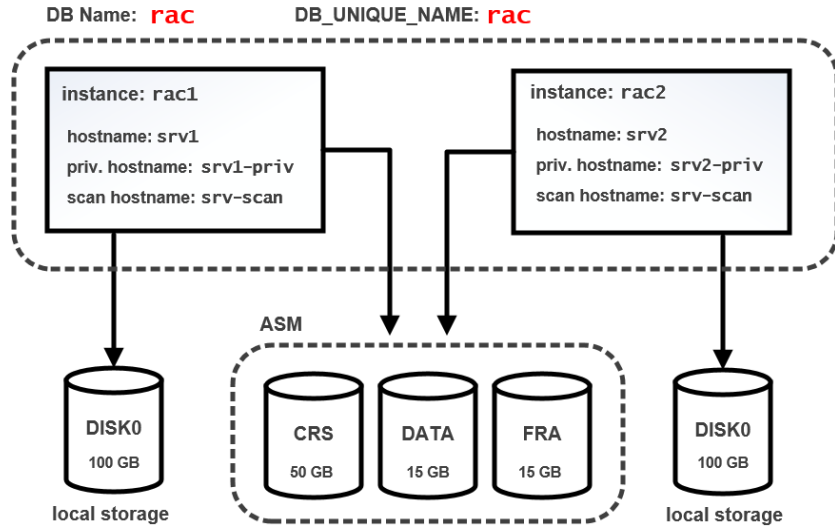 DB Name: rac DB_UNIQUE_NAME: rac
instance: rac1
hostname: srv1
priv. hostname: srv1-priv
scan hostname: srv-scan
instance: rac2
hostname: srv2
priv. hostname: srv2-priv
scan hostname: srv-scan
ASM
DISK0
100 GB
local storage
CRS
50 GB
DATA
15 GB
FRA
15 GB
DISK0
100 GB
local storage